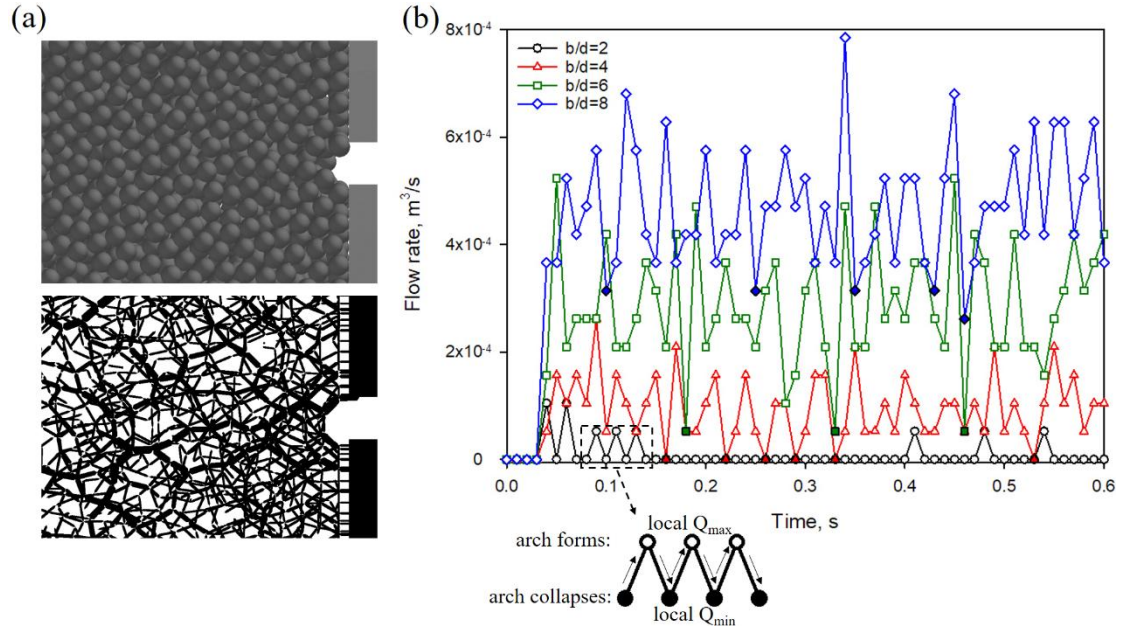 (a)
(b)
8x10⁻⁴
6x10⁻⁴
4x10⁻⁴
2x10⁻⁴
0
Flow rate, m³/s
b/d=2
b/d=4
b/d=6
b/d=8
0.0 0.1 0.2 0.3 0.4 0.5 0.6
Time, s
local Qmax
arch forms:
arch collapses:
local Qmin